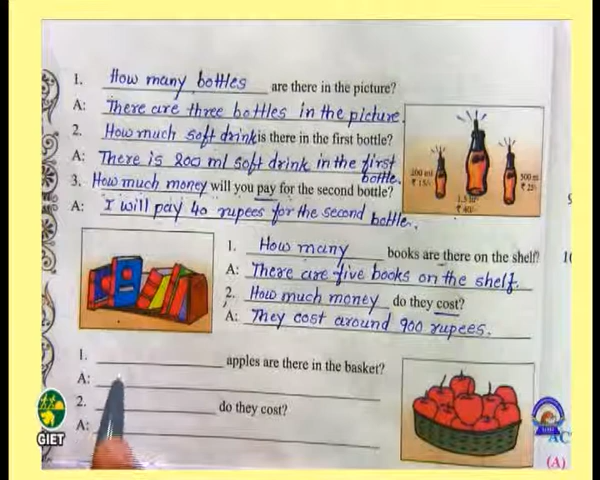 1. How many bottles are there in the picture?
A: There are three bottles in the picture.
2. How much soft drink is there in the first bottle?
A: There is 200 ml soft drink in the first bottle.
3. How much money will you pay for the second bottle?
A: I will pay 40 rupees for the second bottle.
200 ml
₹ 15/-
1.5 lit
₹ 40/-
500 m
₹ 25/-
1. How many books are there on the shelf?
A: There are five books on the shelf.
2. How much money do they cost?
A: They cost around 900 rupees.
1. apples are there in the basket?
A:
2. do they cost?
A:
GIET
AC
(A)